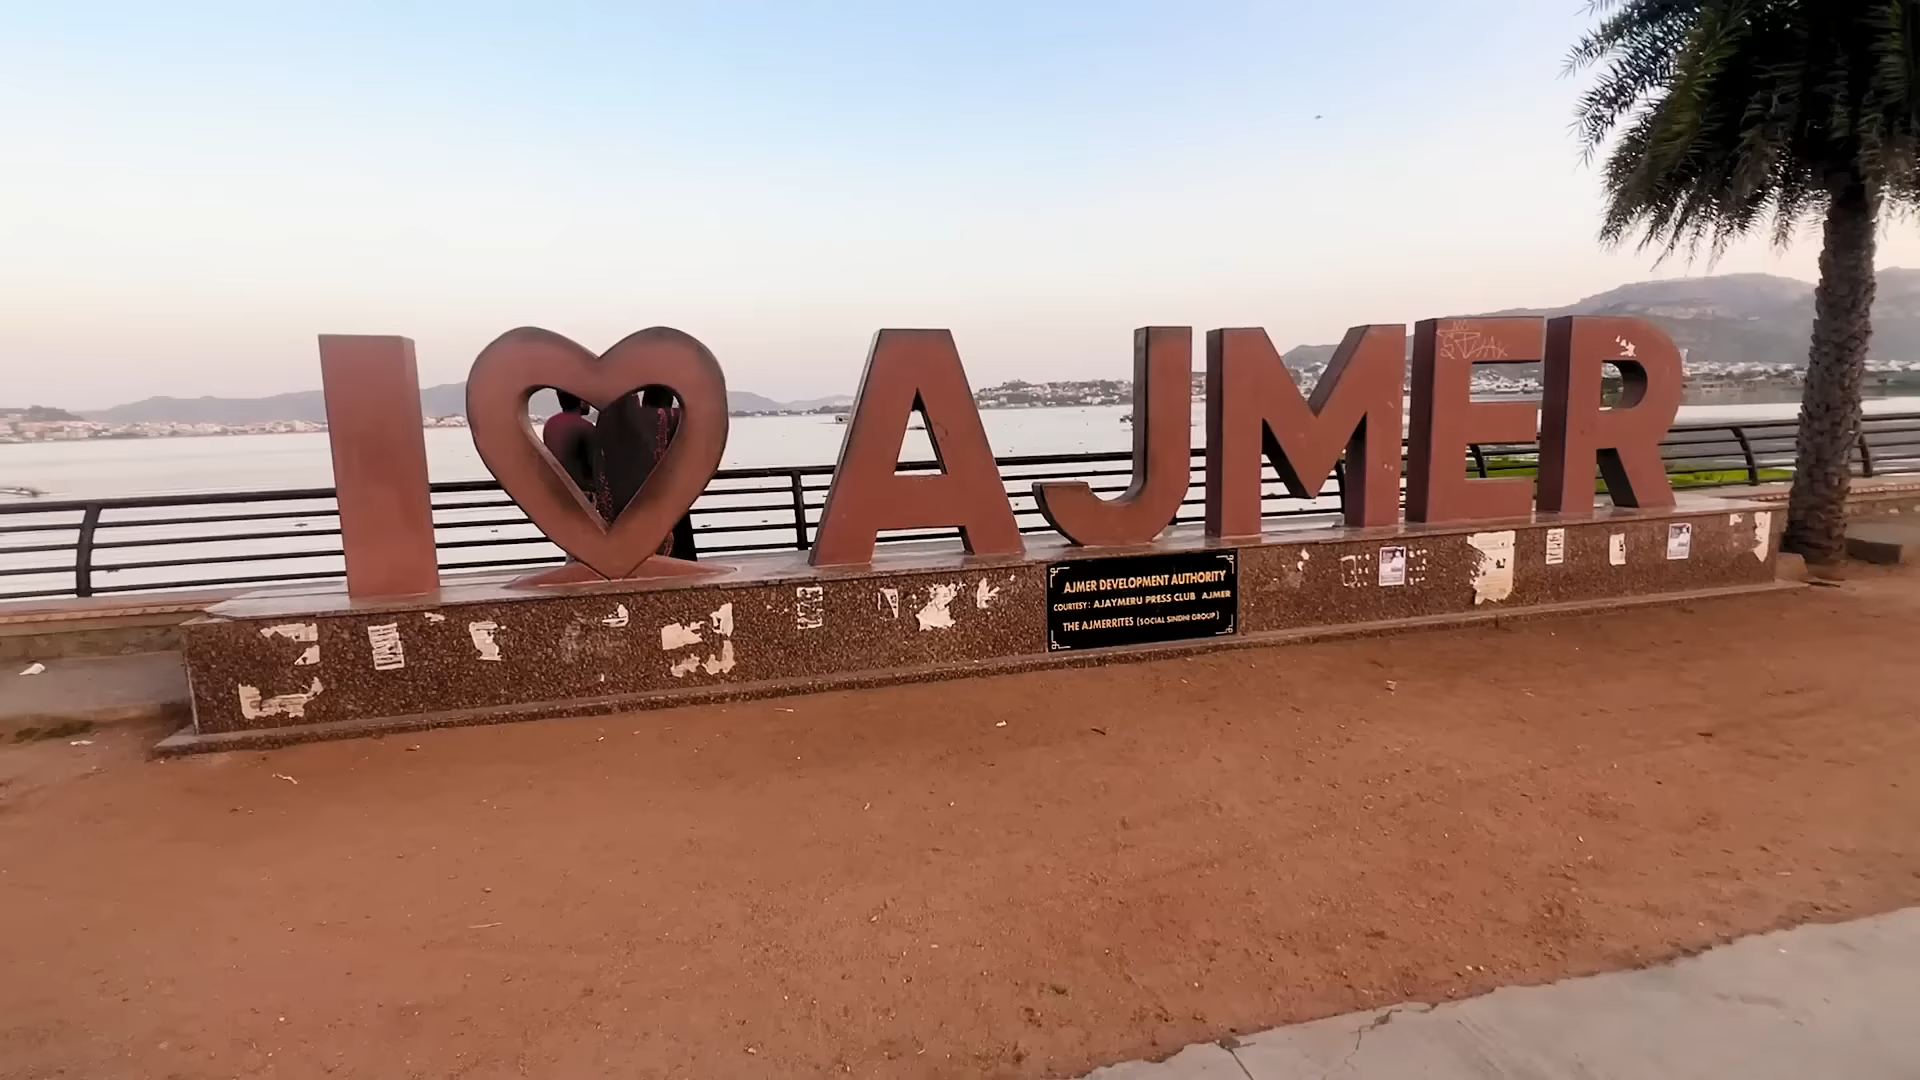 I AJMER
AJMER DEVELOPMENT AUTHORITY
COURTESY: AJAYMERU PRESS CLUB AJMER
THE AJMERRITES (SOCIAL SINDHI GROUP)